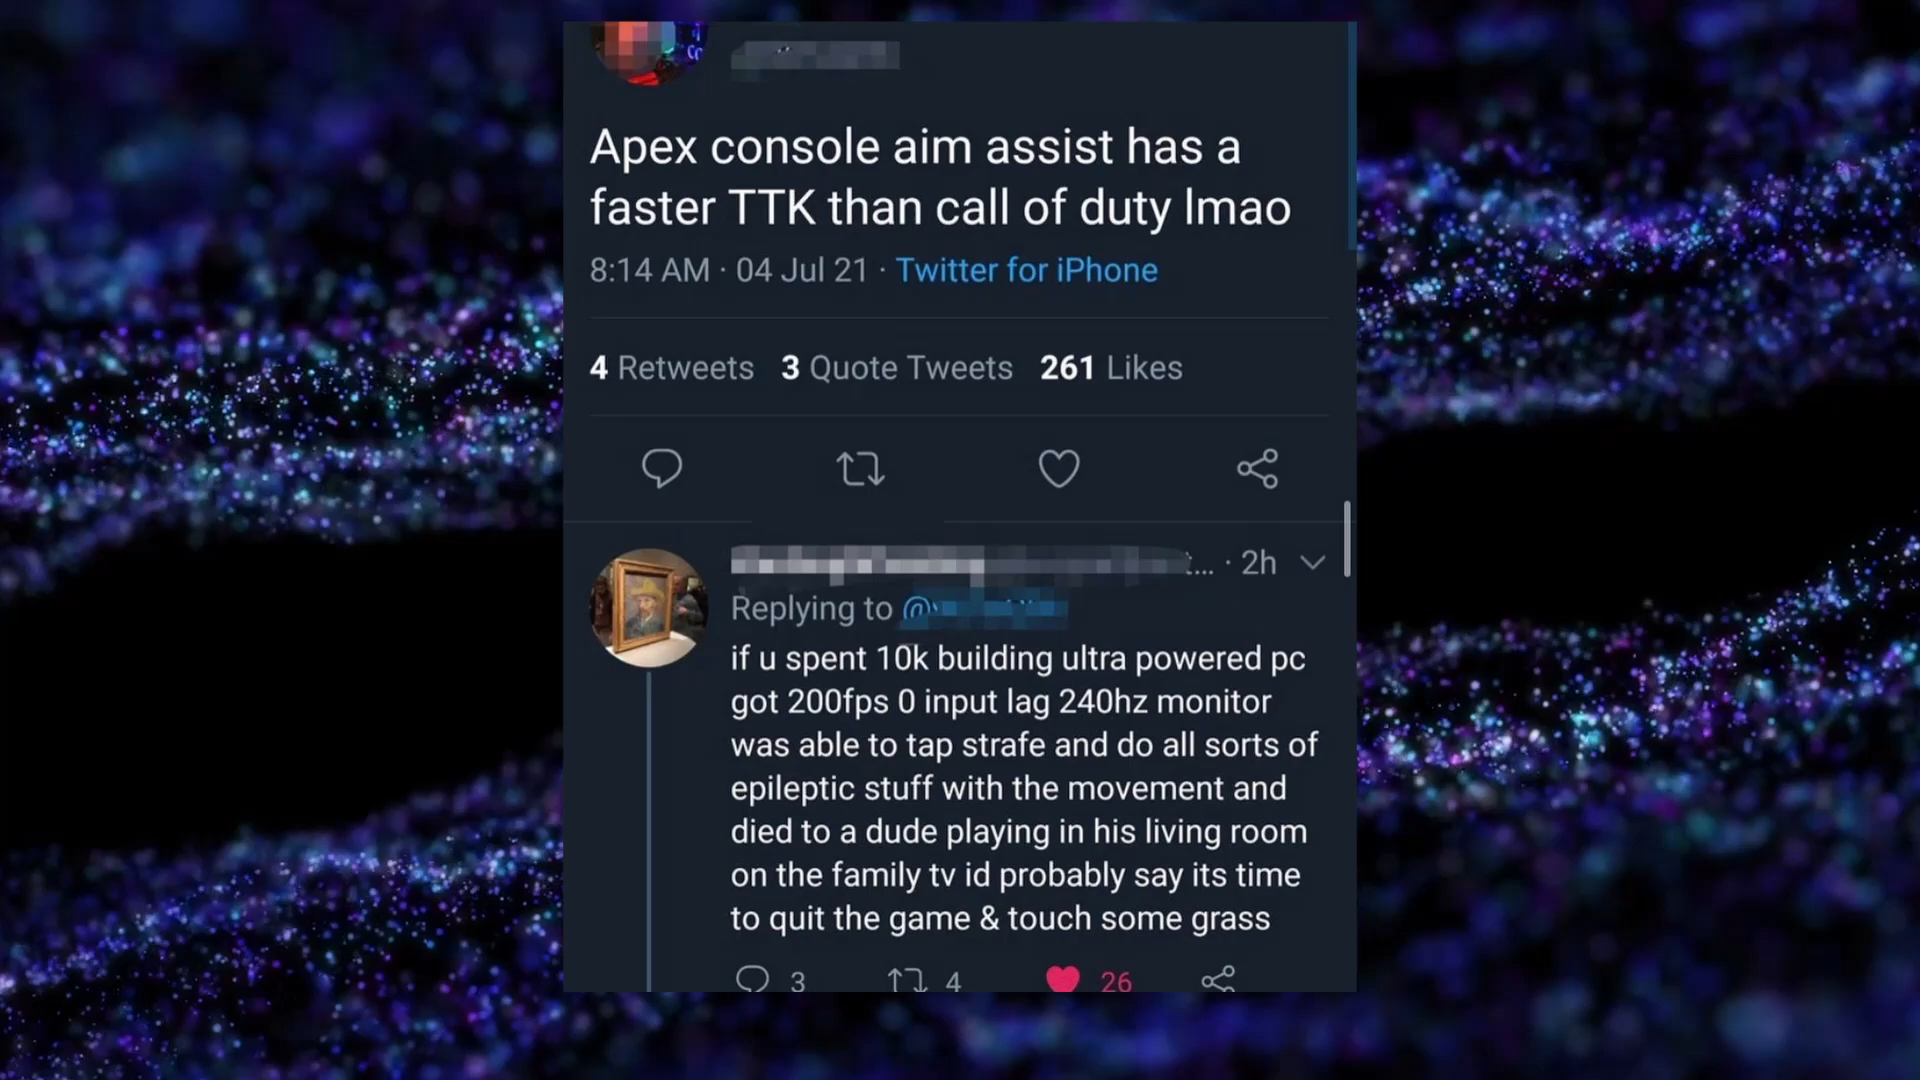 Apex console aim assist has a
faster TTK than call of duty lmao
8:14 AM · 04 Jul 21 · Twitter for iPhone
4 Retweets 3 Quote Tweets 261 Likes
... · 2h
Replying to @
if u spent 10k building ultra powered pc
got 200fps 0 input lag 240hz monitor
was able to tap strafe and do all sorts of
epileptic stuff with the movement and
died to a dude playing in his living room
on the family tv id probably say its time
to quit the game & touch some grass
3 4 26